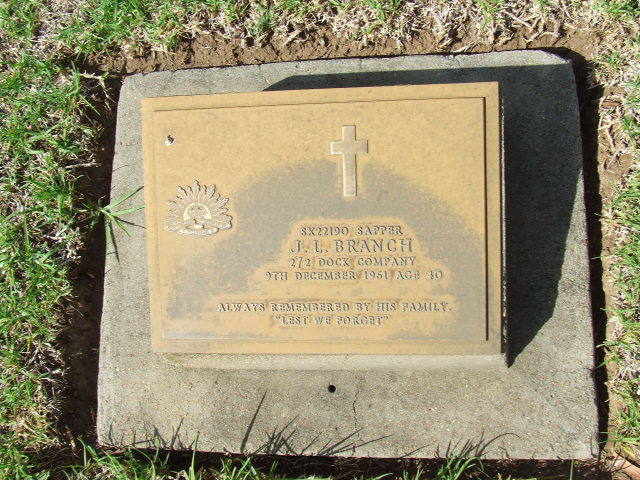 SX22190 SAPPER
J. L. BRANCH
2/2 DOCK COMPANY
9TH DECEMBER 1961 AGE 40
ALWAYS REMEMBERED BY HIS FAMILY.
"LEST WE FORGET"